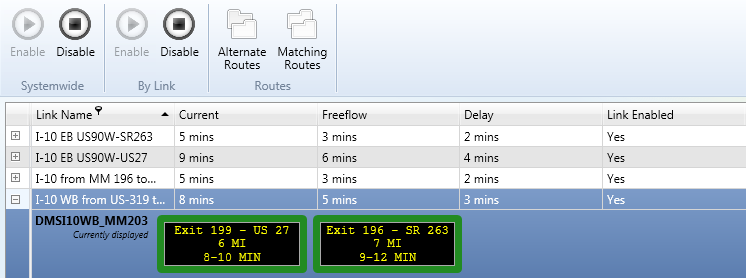 Enable Disable Enable Disable Alternate Routes Matching Routes
Systemwide By Link Routes
Link Name Current Freeflow Delay Link Enabled
I-10 EB US90W-SR263 5 mins 3 mins 2 mins Yes
I-10 EB US90W-US27 9 mins 6 mins 4 mins Yes
I-10 from MM 196 to... 5 mins 3 mins 2 mins Yes
I-10 WB from US-319 t... 8 mins 5 mins 3 mins Yes
DMSI10WB_MM203
Currently displayed
Exit 199 - US 27
6 MI
8-10 MIN
Exit 196 - SR 263
7 MI
9-12 MIN